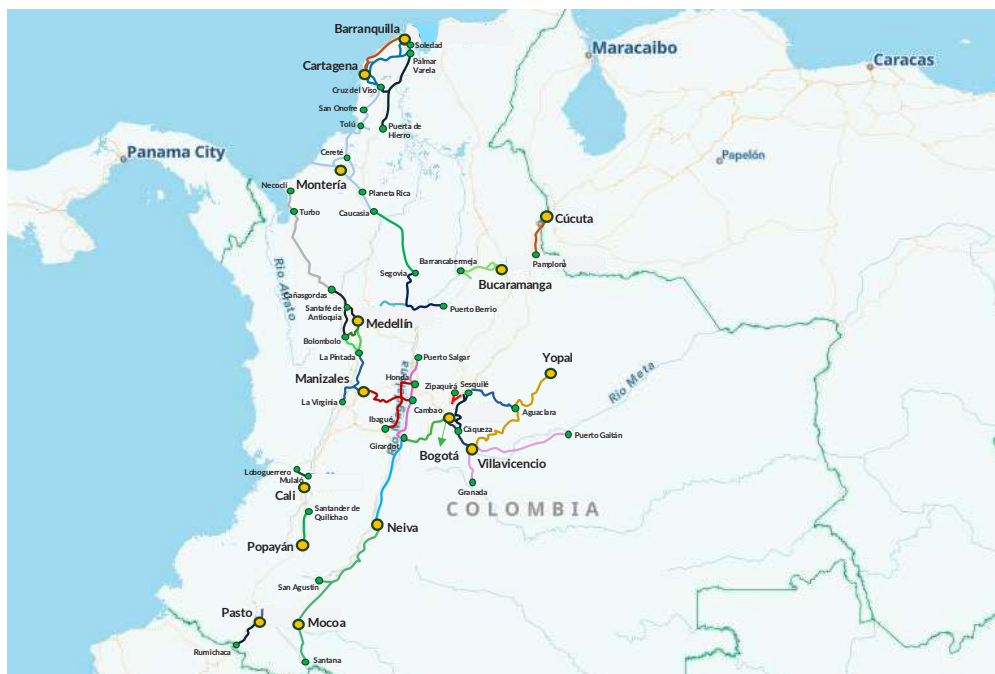 Barranquilla
Soledad
Maracaibo
Cartagena
Palmar
Varela
Caracas
Cruz del Viso
San Onofre
Tolú
Puerta de
Hierro
Panama City
Cereté
Papelón
Montería
Necoclí
Planeta Rica
Turbo
Caucasia
Cúcuta
Barrancabermeja
Pamplona
Río Atrato
Segovia
Bucaramanga
Cañasgordas
Santafé de
Antioquia
Puerto Berrio
Medellín
Bolombolo
La Pintada
Puerto Salgar
Yopal
Manizales
Honda
Zipaquirá
Sesquilé
Río Meta
La Virginia
Cambao
Aguaclara
Ibagué
Cáqueza
Girardot
Puerto Gaitán
Bogotá
Villavicencio
Loboguerrero
Mulaló
Cali
Granada
Santander de
Quilichao
COLOMBIA
Neiva
Popayán
San Agustín
Pasto
Mocoa
Rumichaca
Santana